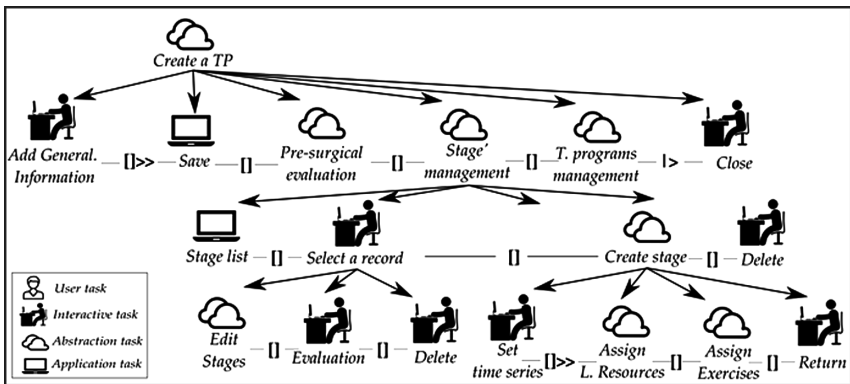 Create a TP
Add General.
Information
[]>>
Save
[]
Pre-surgical
evaluation
[]
Stage'
management
[]
T. programs
management
|>
Close
Stage list
[]
Select a record
[]
Create stage
[]
Delete
Edit
Stages
[]
Evaluation
[]
Delete
Set
time series
[]>>
Assign
L. Resources
[]
Assign
Exercises
[]
Return
User task
Interactive task
Abstraction task
Application task